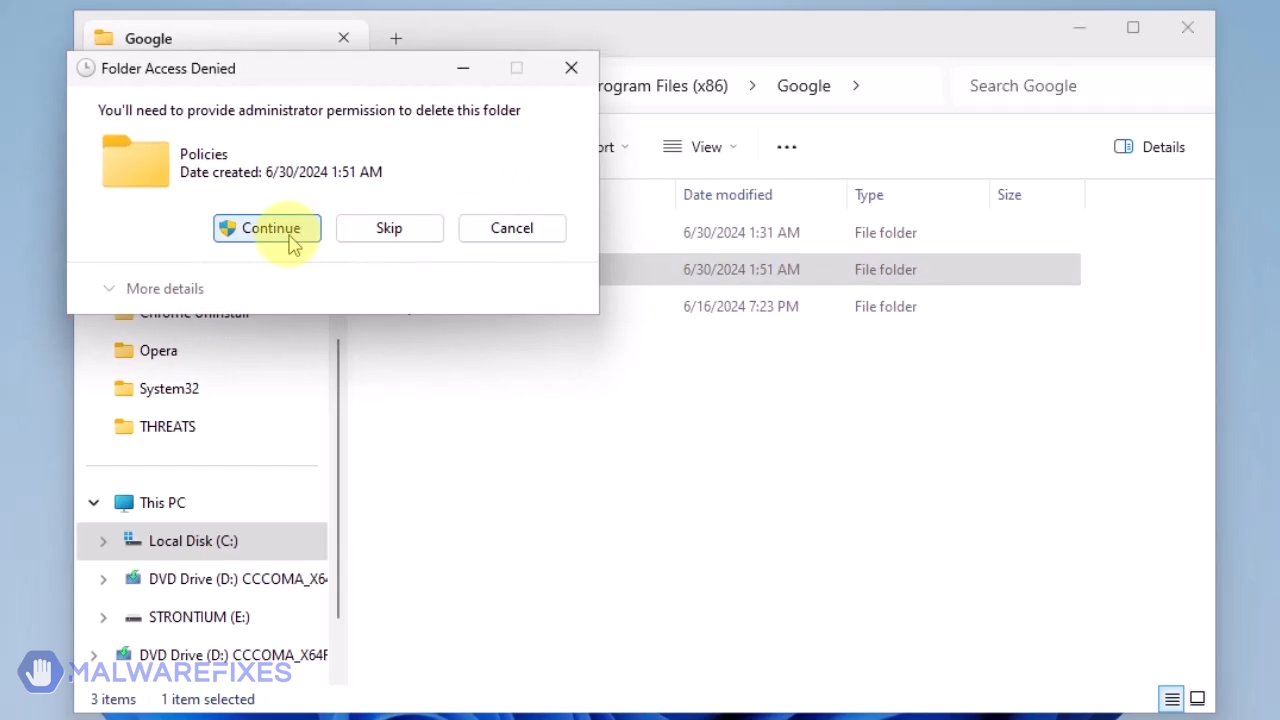 Google
Folder Access Denied
You'll need to provide administrator permission to delete this folder
Policies
Date created: 6/30/2024 1:51 AM
Continue
Skip
Cancel
More details
rogram Files (x86) > Google >
Search Google
ort
View
Details
Date modified
Type
Size
6/30/2024 1:31 AM
File folder
6/30/2024 1:51 AM
File folder
6/16/2024 7:23 PM
File folder
Chrome Uninstall
Opera
System32
THREATS
This PC
Local Disk (C:)
DVD Drive (D:) CCCOMA_X6
STRONTIUM (E:)
DVD Drive (D:) CCCOMA_X64F
MALWAREFIXES
3 items
1 item selected